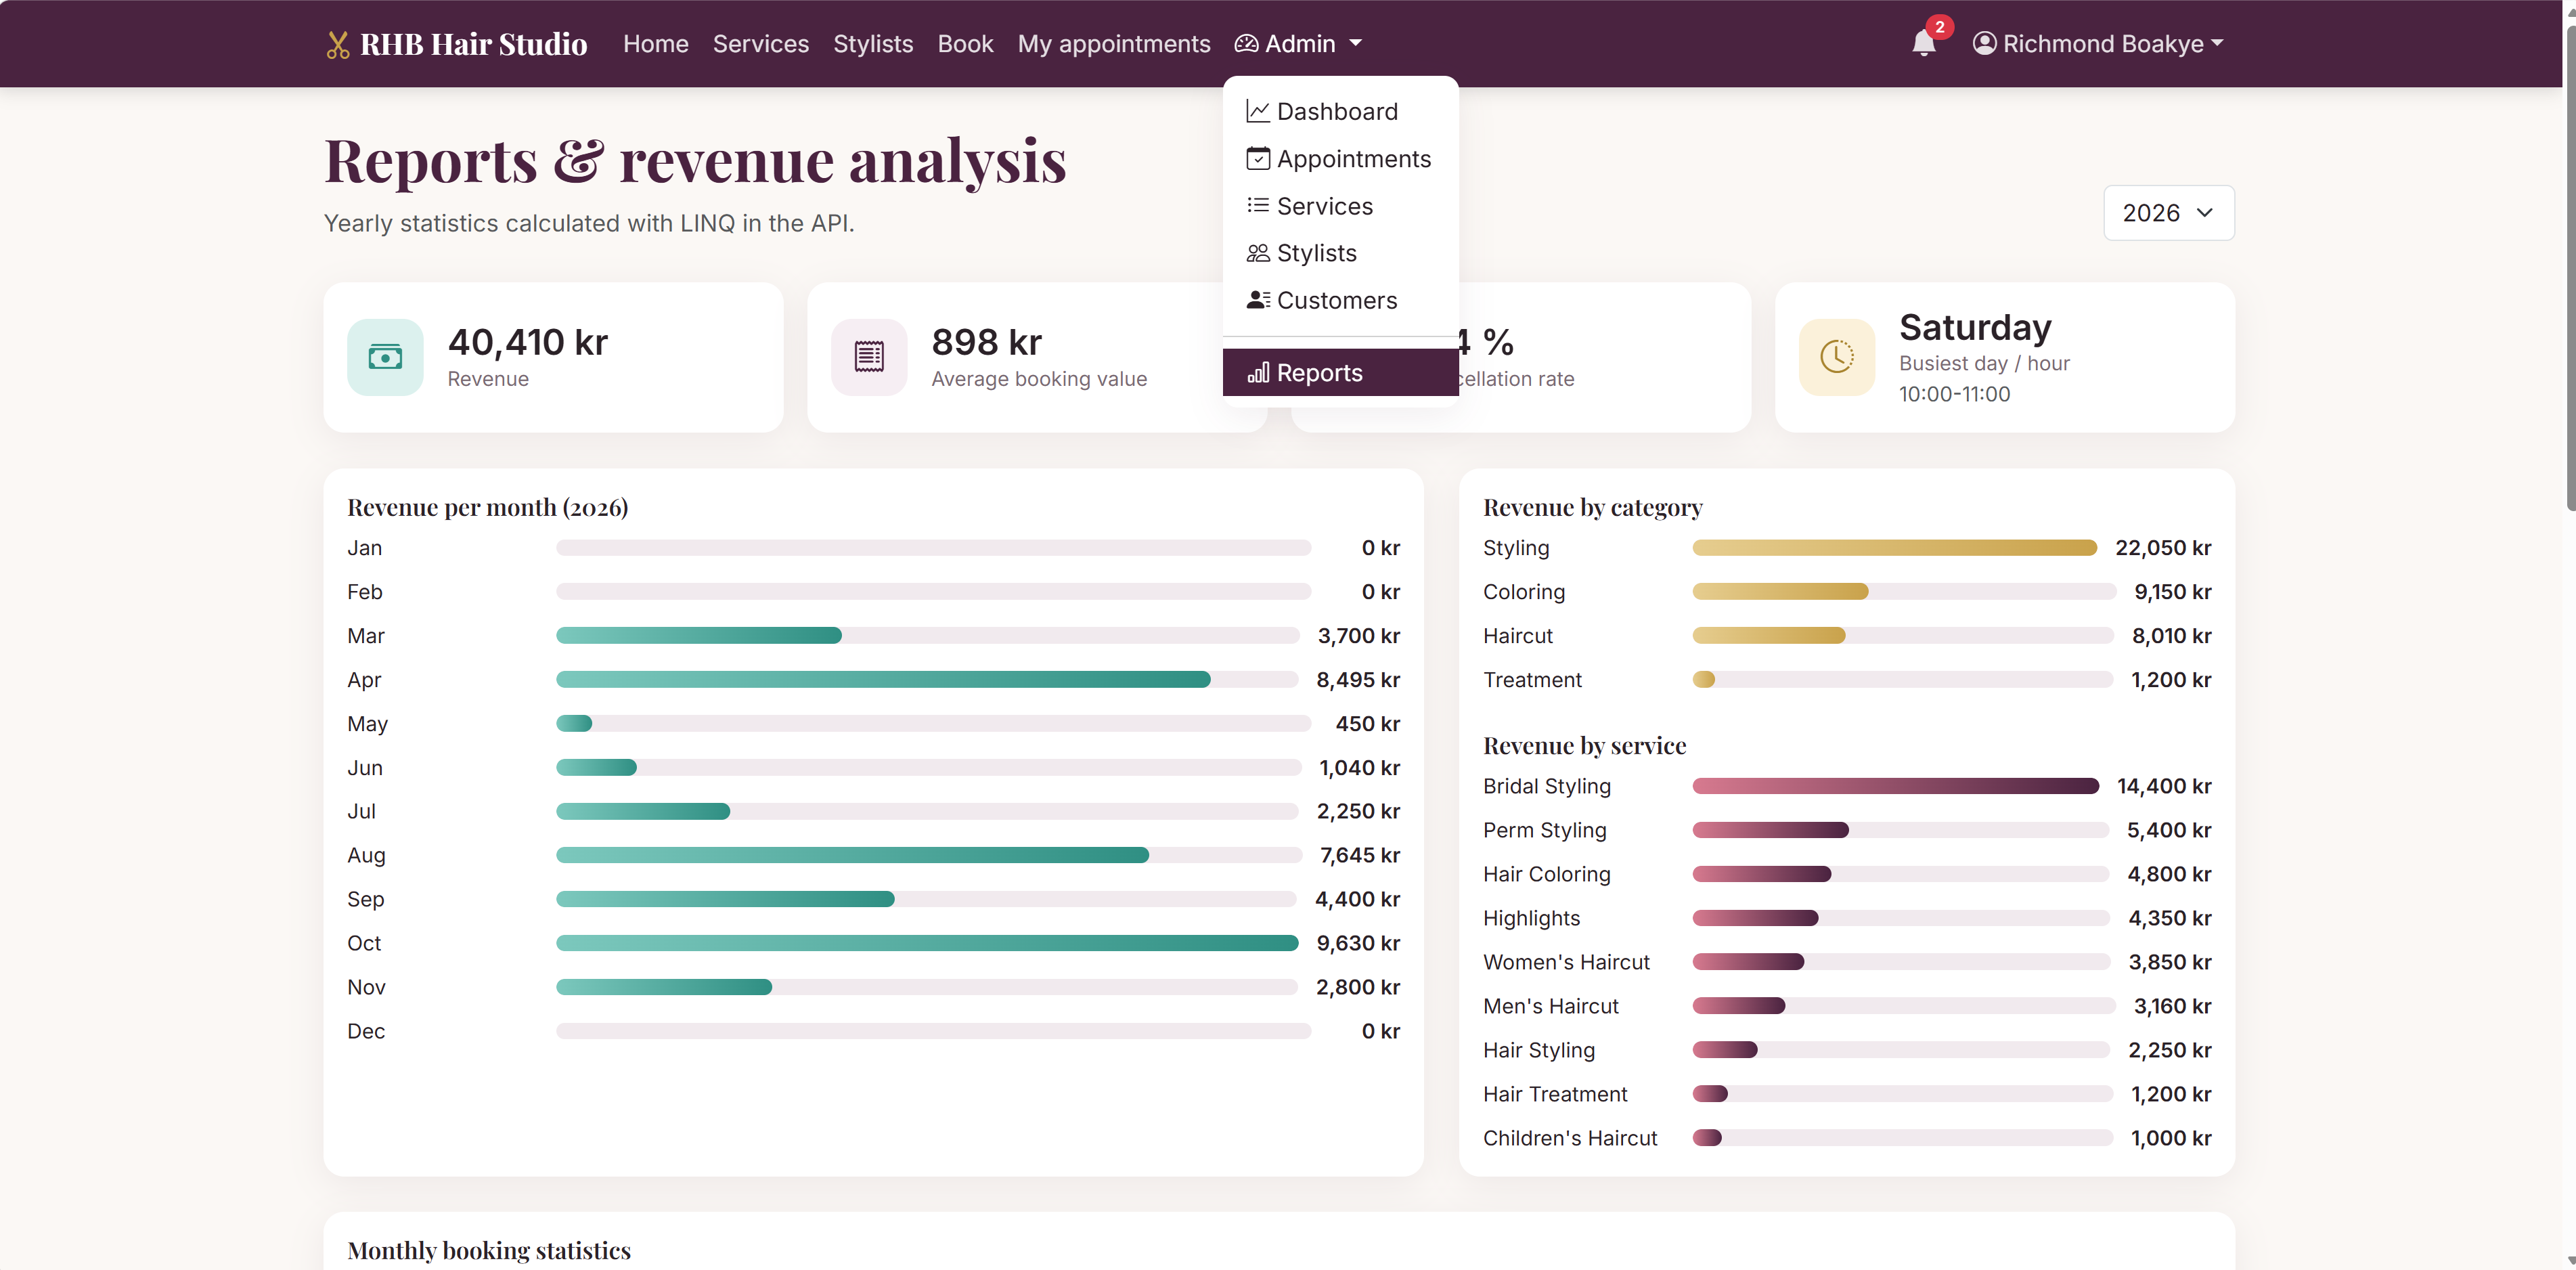 RHB Hair Studio Home Services Stylists Book My appointments Admin 2 Richmond Boakye
Dashboard
Appointments
Services
Stylists
Customers
Reports
Reports & revenue analysis
Yearly statistics calculated with LINQ in the API.
2026
40,410 kr
Revenue
898 kr
Average booking value
%
Saturday
Busiest day / hour
10:00-11:00
Revenue per month (2026)
Jan 0 kr
Feb 0 kr
Mar 3,700 kr
Apr 8,495 kr
May 450 kr
Jun 1,040 kr
Jul 2,250 kr
Aug 7,645 kr
Sep 4,400 kr
Oct 9,630 kr
Nov 2,800 kr
Dec 0 kr
Revenue by category
Styling 22,050 kr
Coloring 9,150 kr
Haircut 8,010 kr
Treatment 1,200 kr
Revenue by service
Bridal Styling 14,400 kr
Perm Styling 5,400 kr
Hair Coloring 4,800 kr
Highlights 4,350 kr
Women's Haircut 3,850 kr
Men's Haircut 3,160 kr
Hair Styling 2,250 kr
Hair Treatment 1,200 kr
Children's Haircut 1,000 kr
Monthly booking statistics